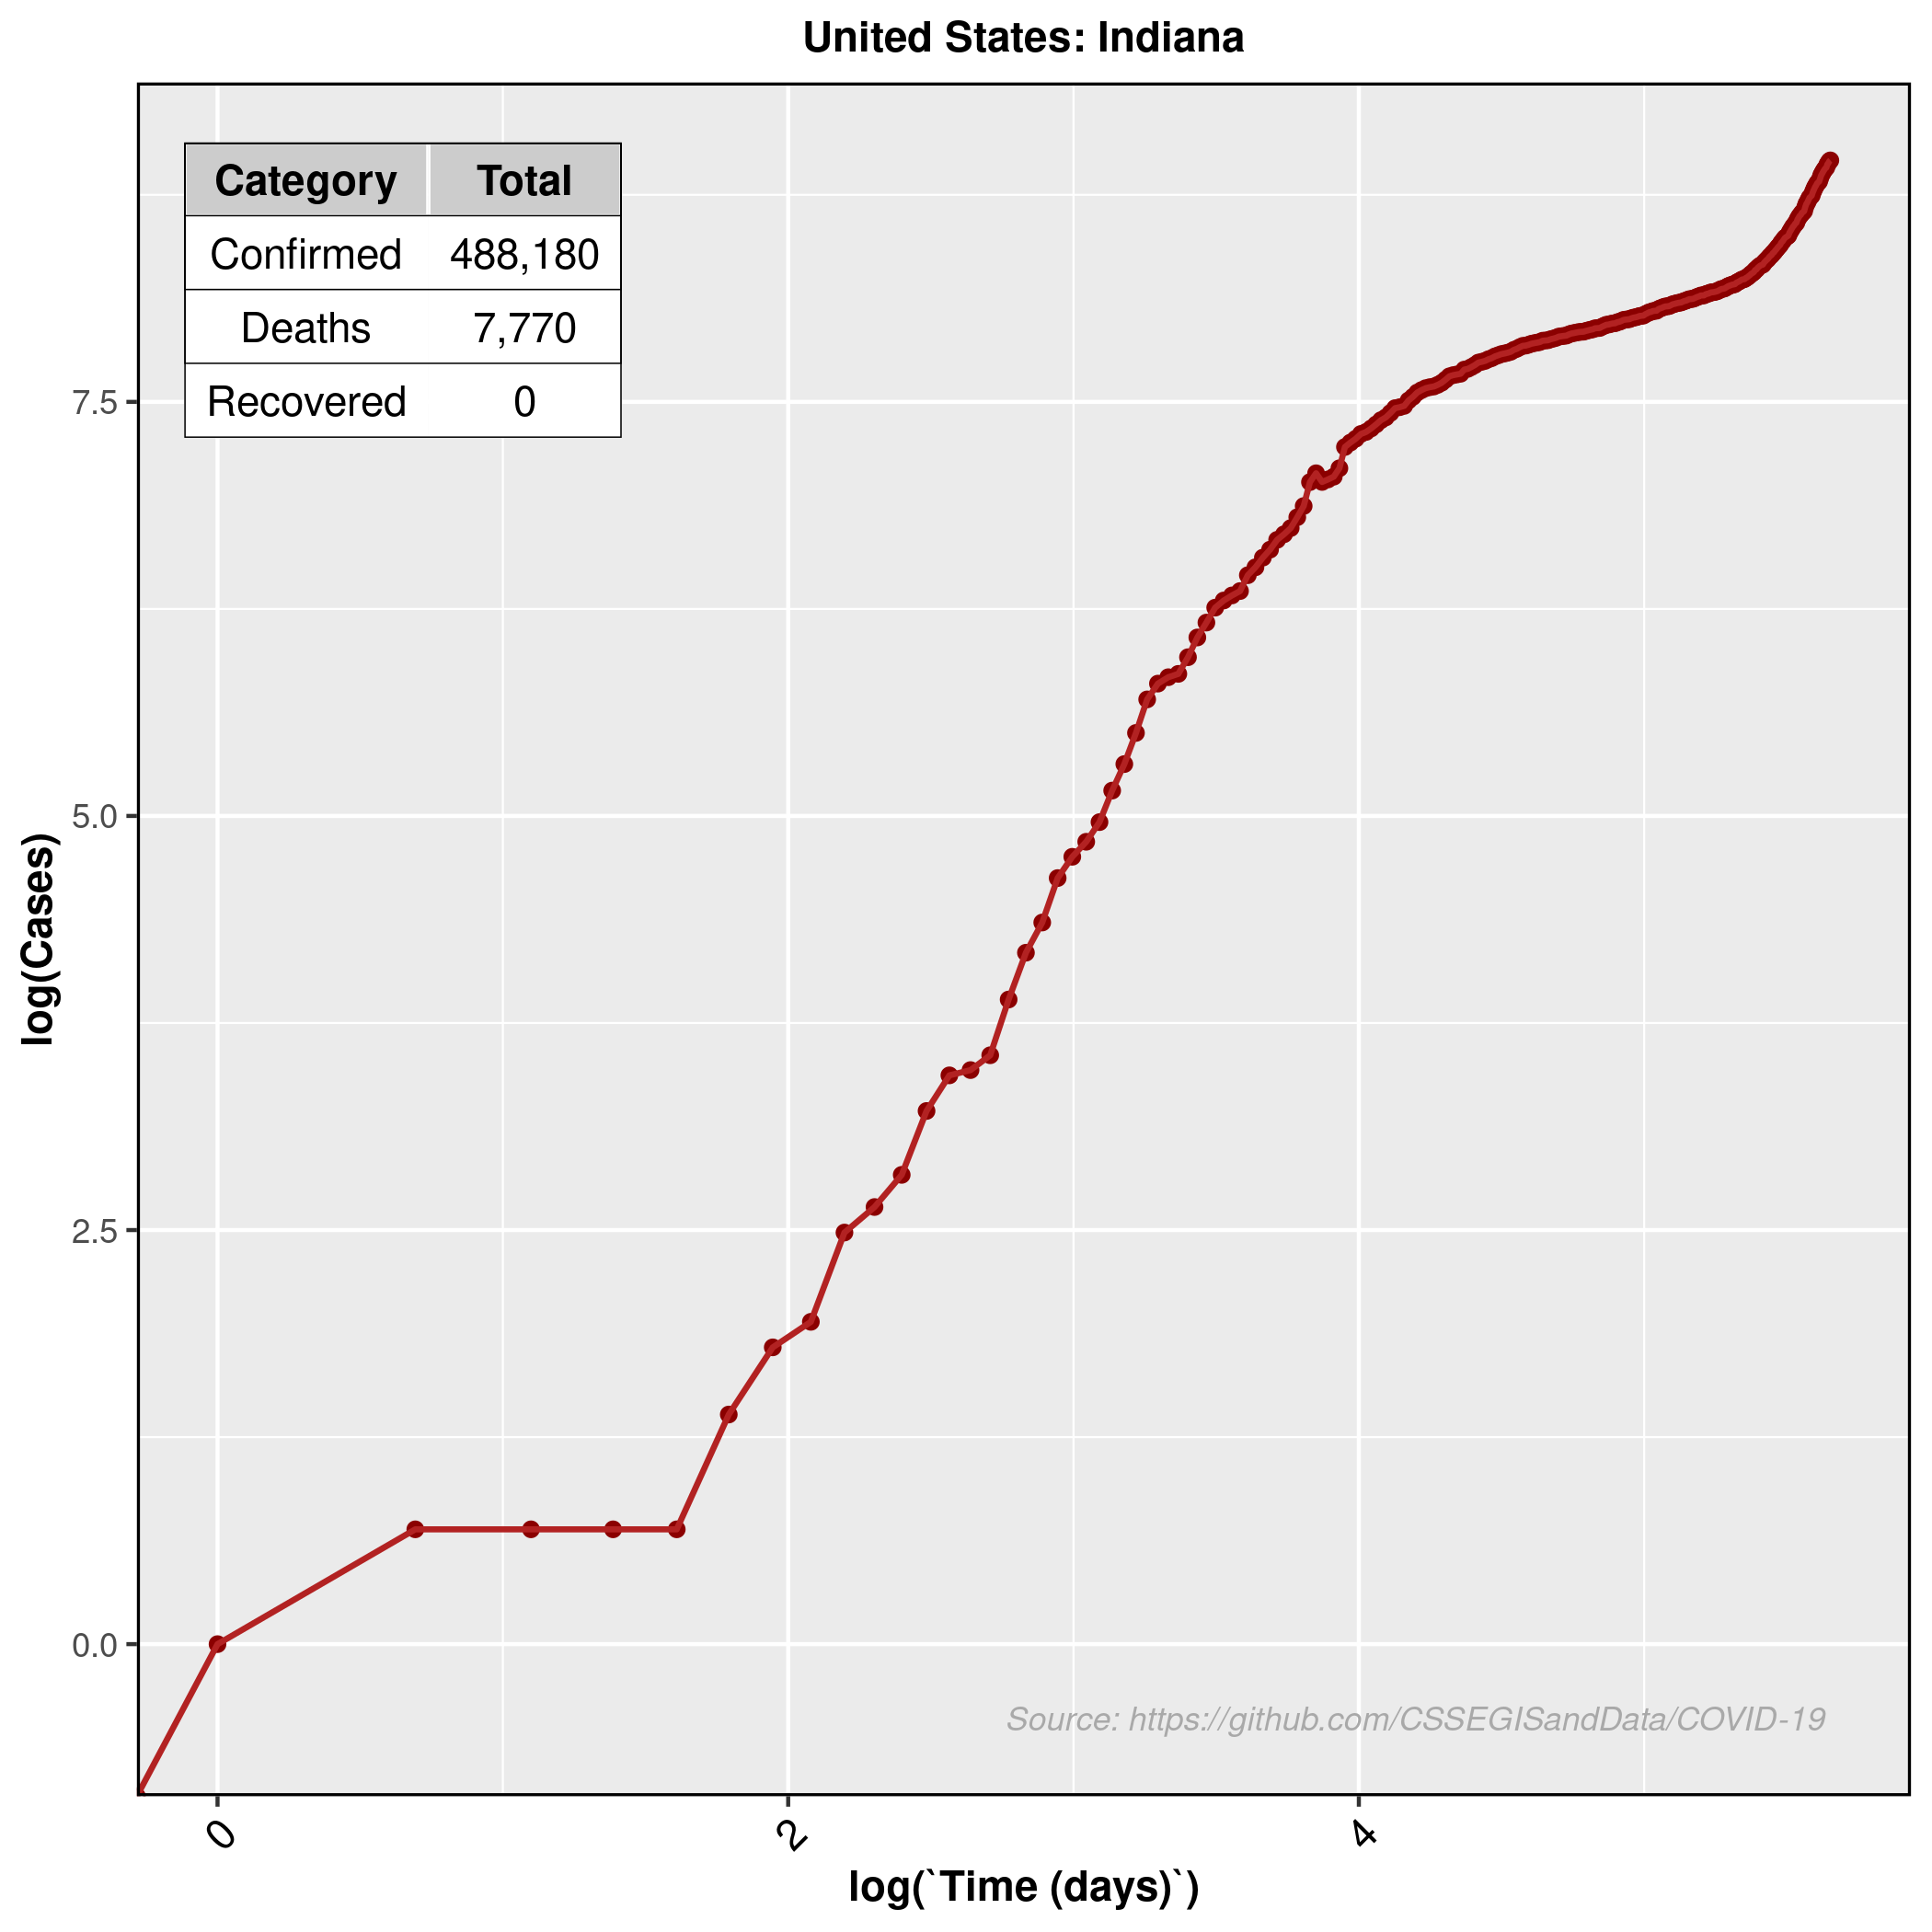 United States: Indiana
Category Total
Confirmed 488,180
Deaths 7,770
Recovered 0
7.5
5.0
2.5
0.0
log(Cases)
Source: https://github.com/CSSEGISandData/COVID-19
0 2 4
log(`Time (days)`)